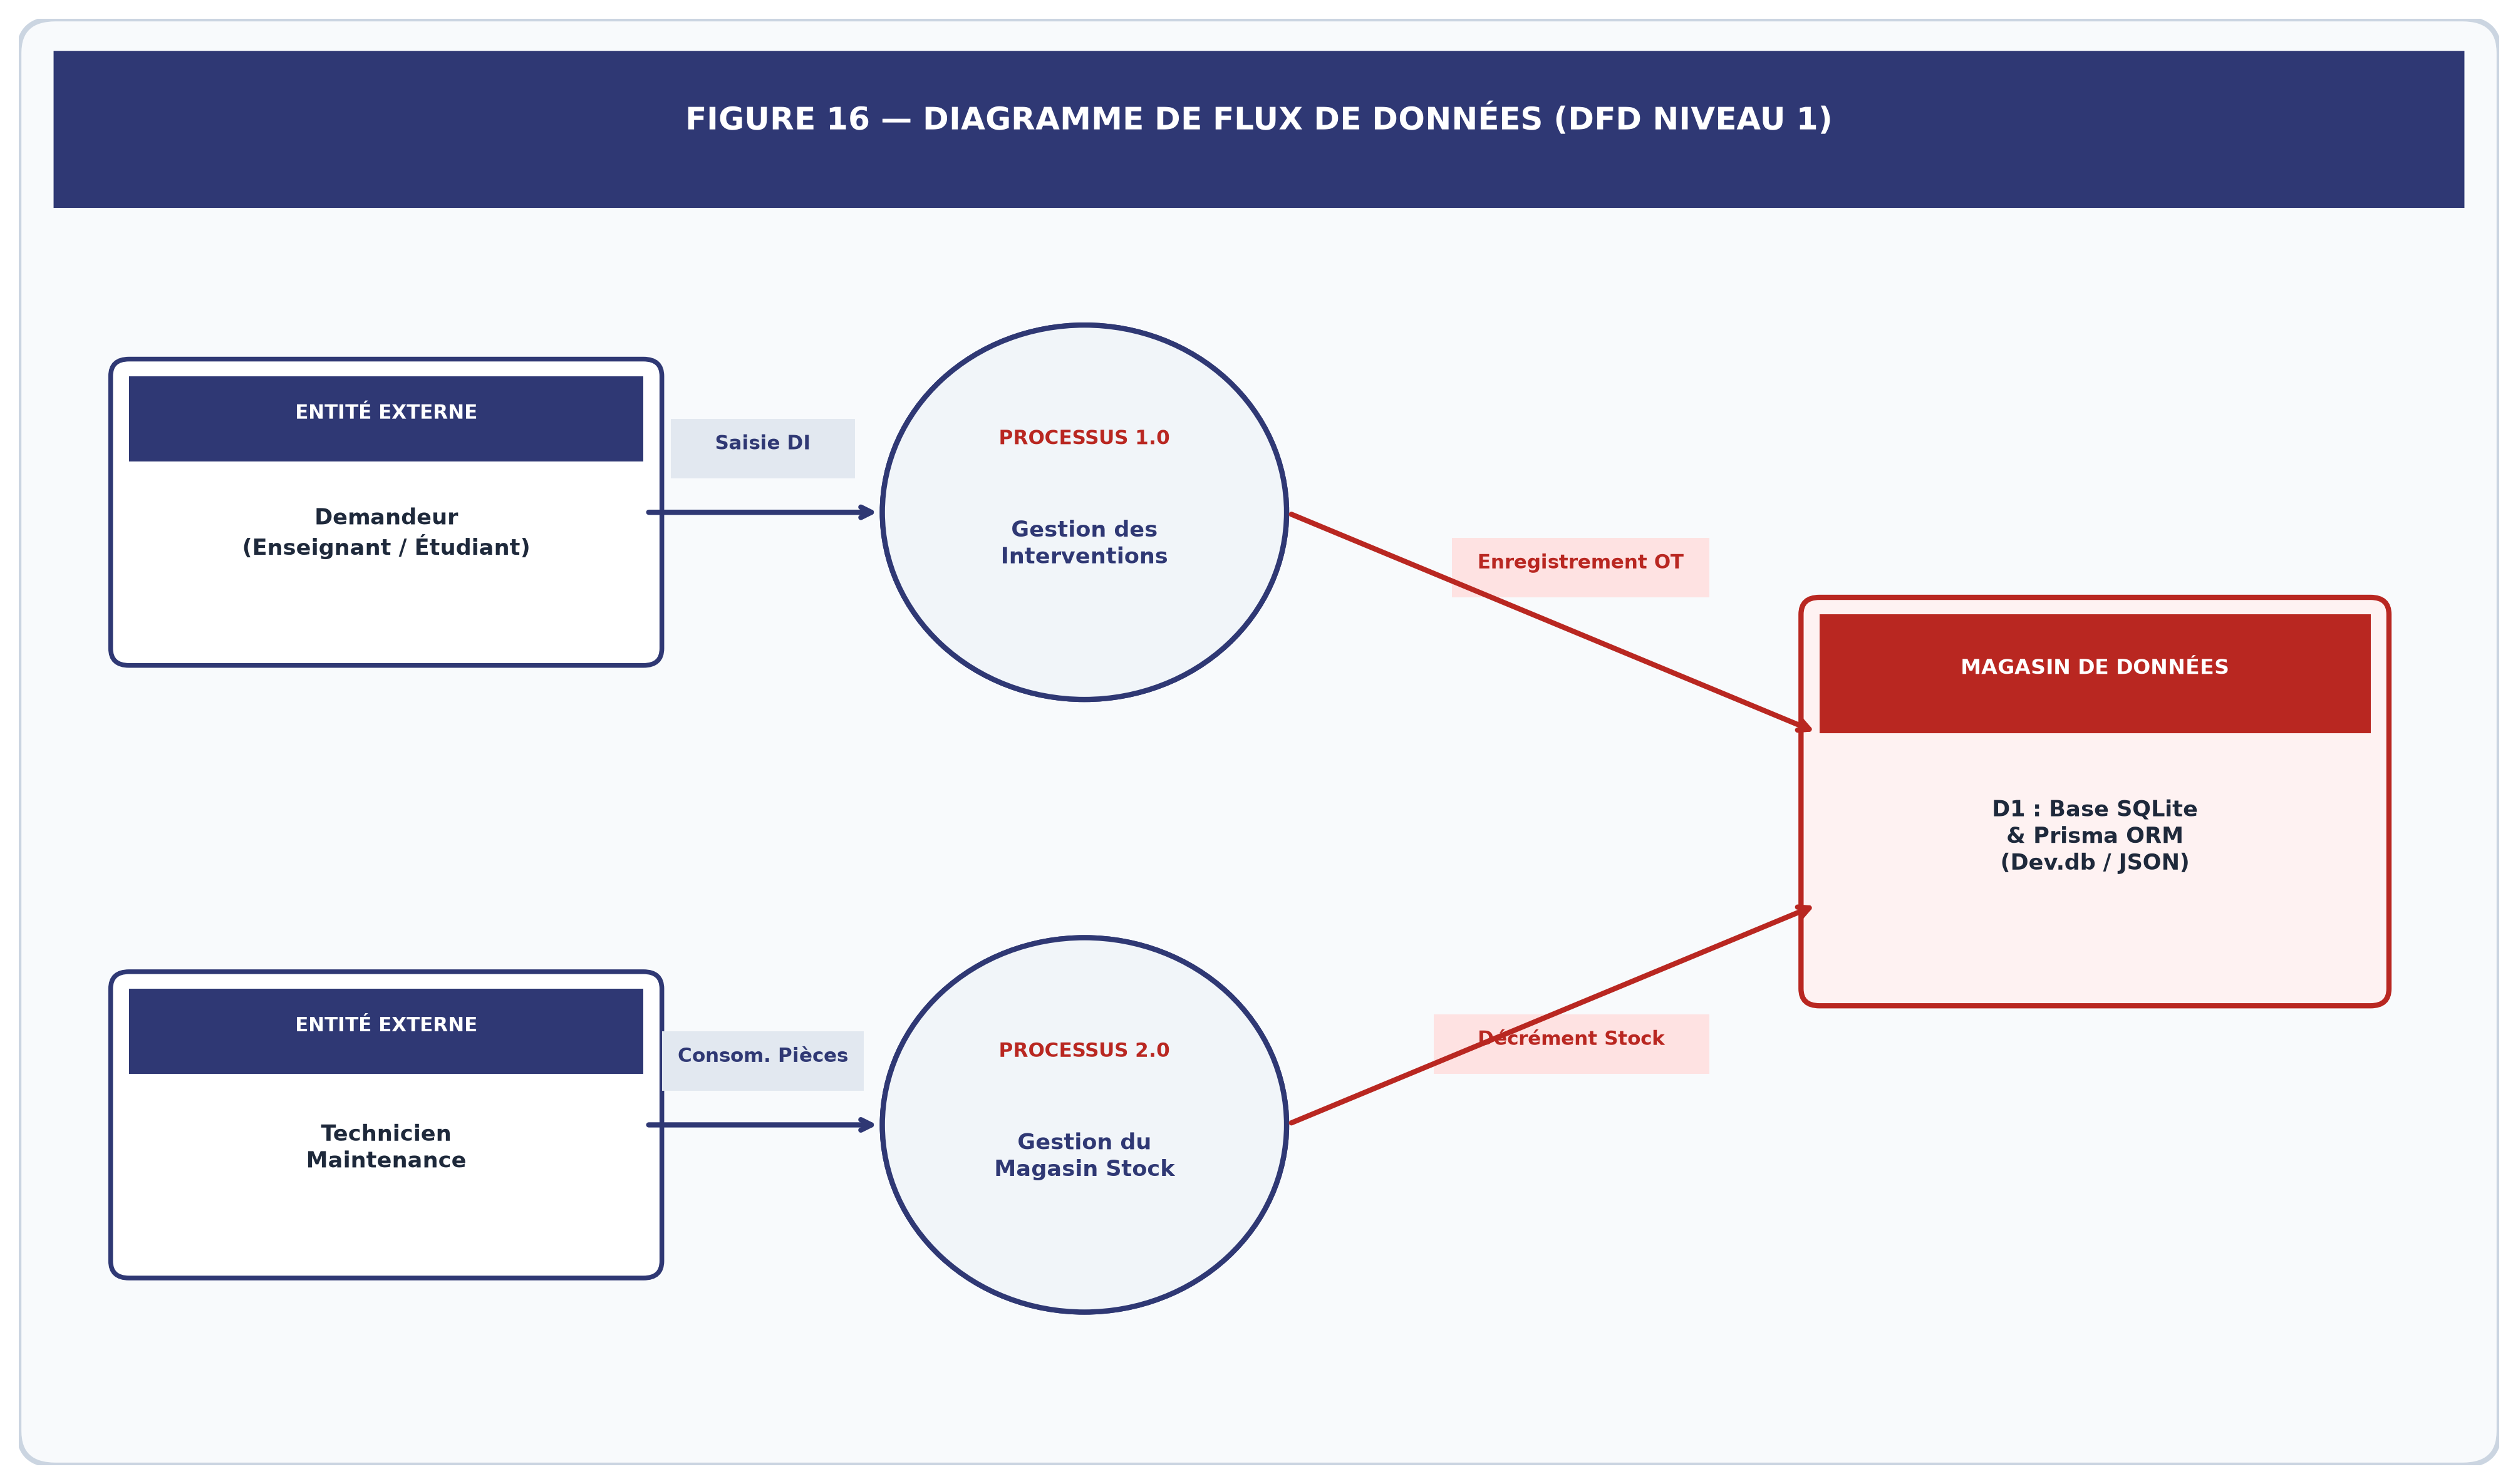 FIGURE 16 — DIAGRAMME DE FLUX DE DONNÉES (DFD NIVEAU 1)
ENTITÉ EXTERNE
Demandeur
(Enseignant / Étudiant)
Saisie DI
PROCESSUS 1.0
Gestion des
Interventions
Enregistrement OT
MAGASIN DE DONNÉES
D1 : Base SQLite
& Prisma ORM
(Dev.db / JSON)
ENTITÉ EXTERNE
Technicien
Maintenance
Consom. Pièces
PROCESSUS 2.0
Gestion du
Magasin Stock
Décrément Stock